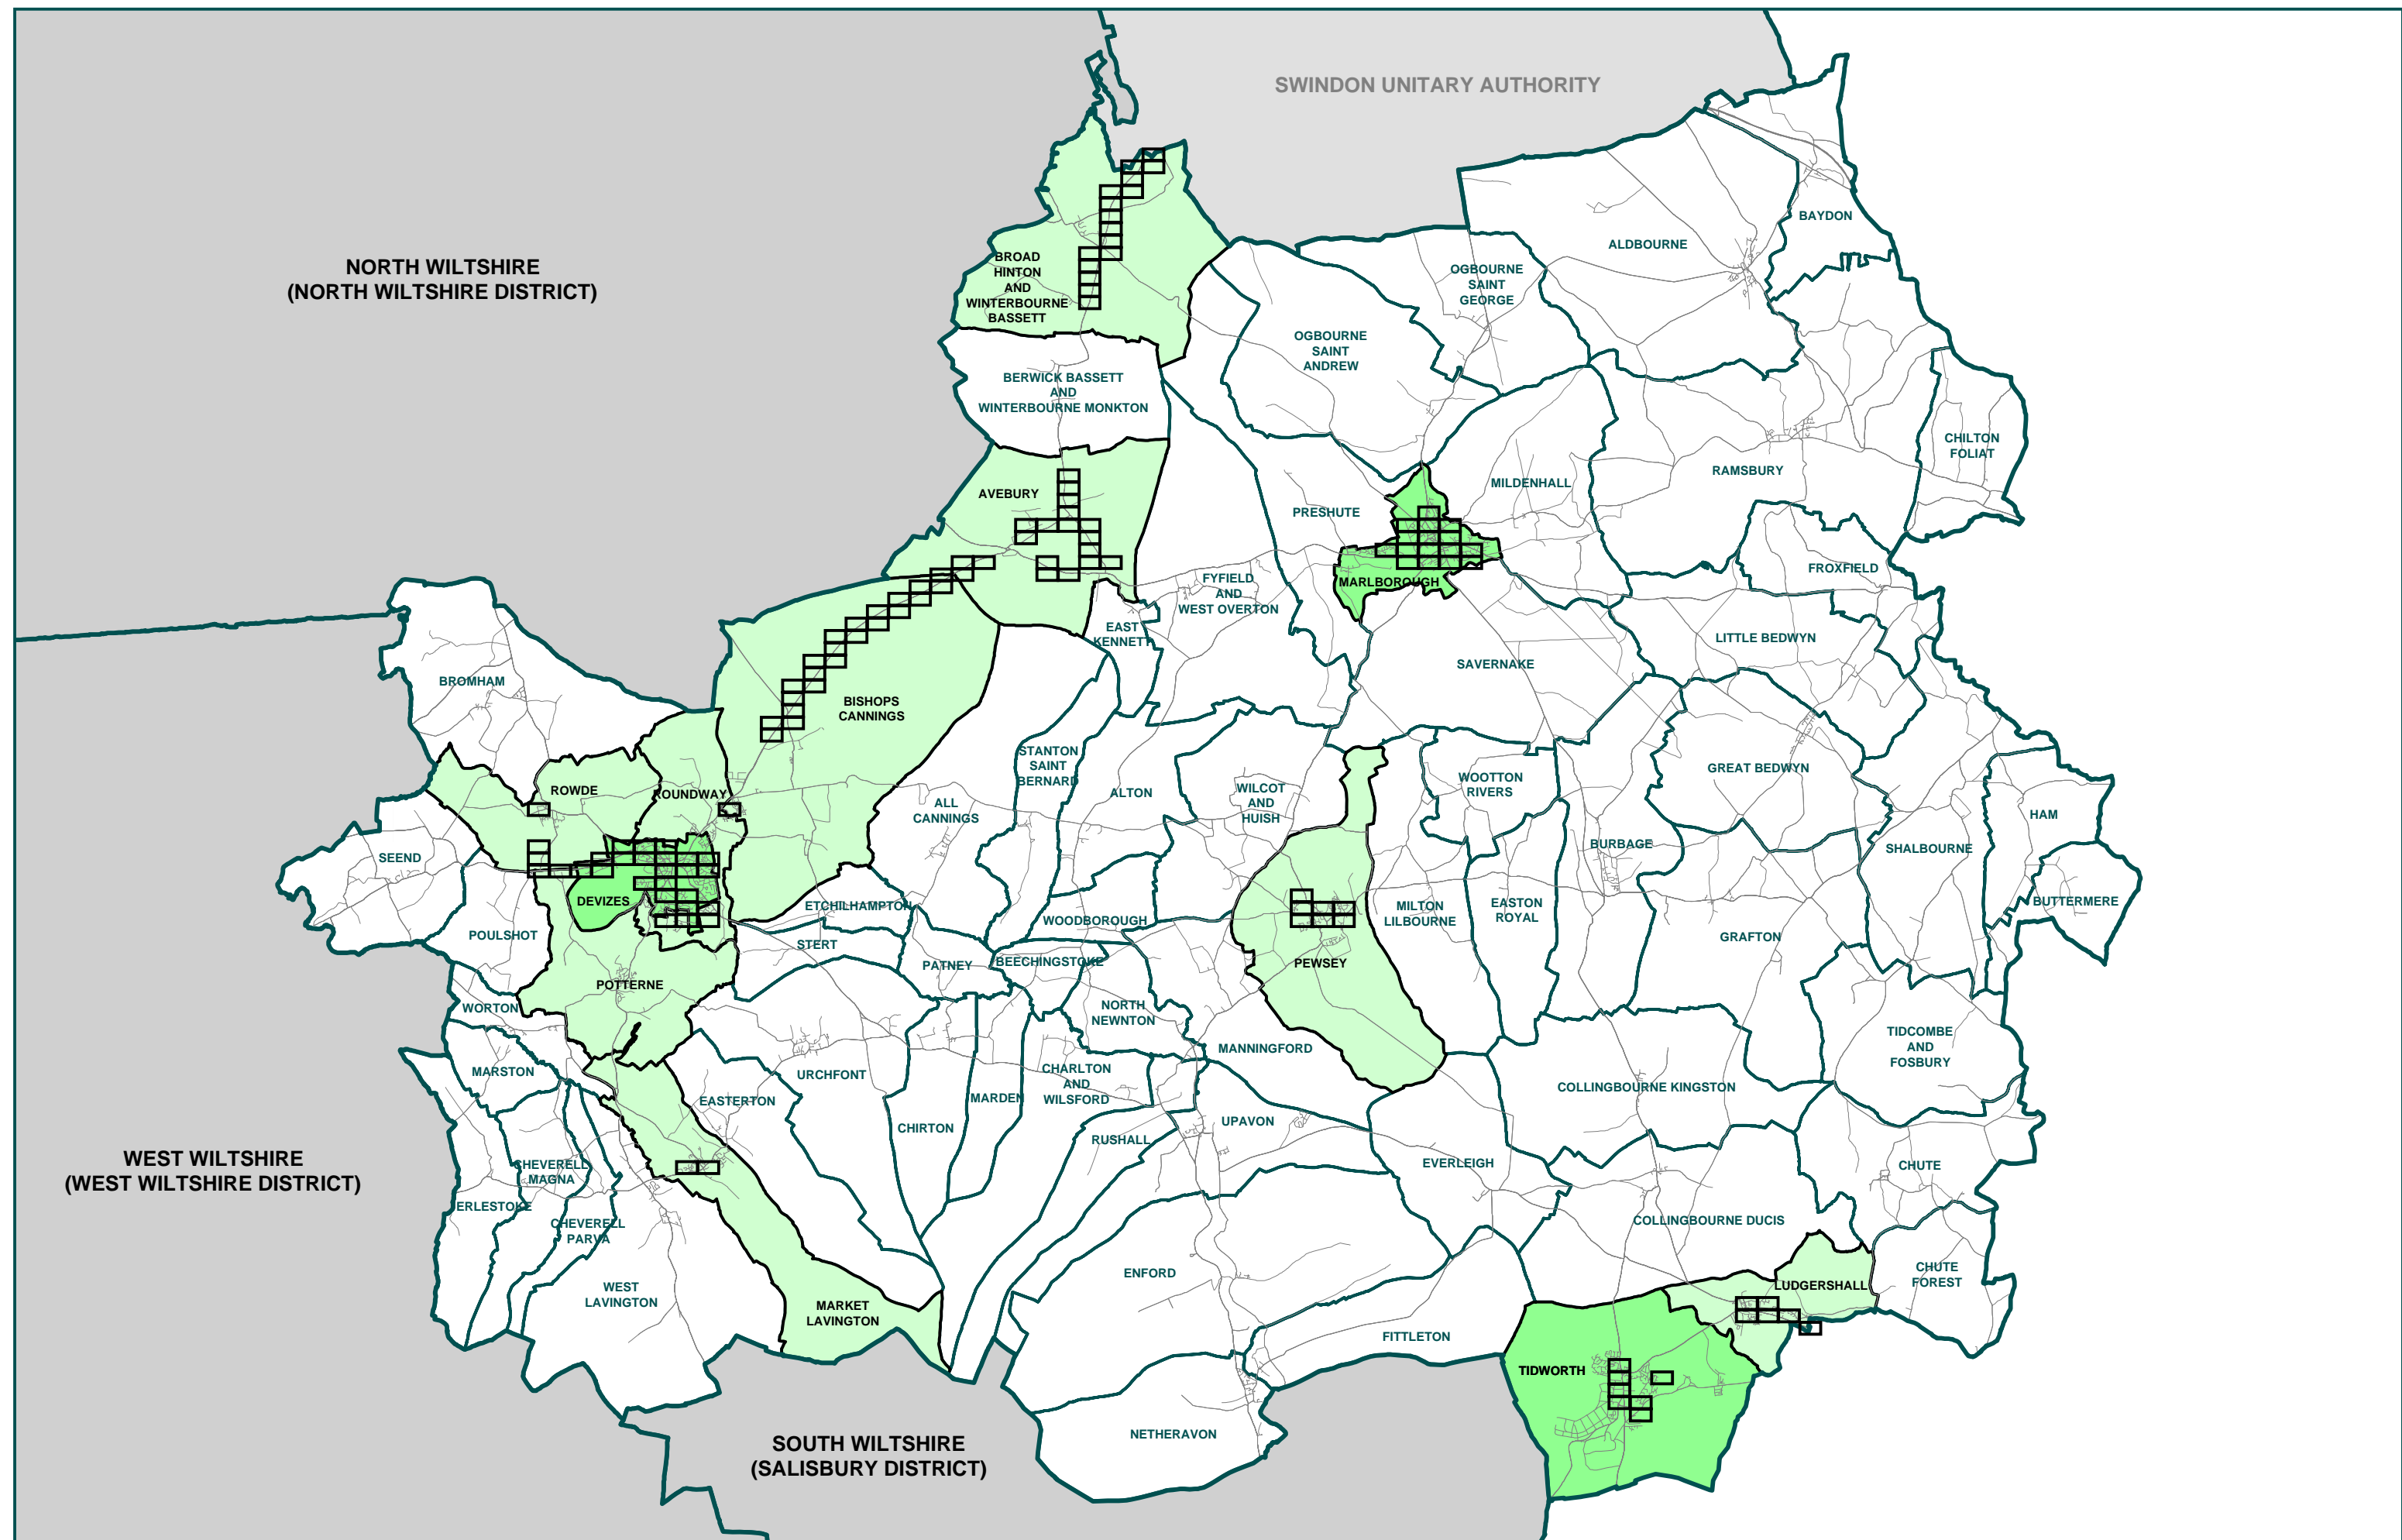 SWINDON UNITARY AUTHORITY
NORTH WILTSHIRE
(NORTH WILTSHIRE DISTRICT)
BAYDON
ALDBOURNE
BROAD
HINTON
AND
WINTERBOURNE
BASSETT
OGBOURNE
SAINT
GEORGE
OGBOURNE
SAINT
ANDREW
BERWICK BASSETT
AND
WINTERBOURNE MONKTON
CHILTON
FOLIAT
RAMSBURY
MILDENHALL
AVEBURY
PRESHUTE
FROXFIELD
MARLBOROUGH
FYFIELD
AND
WEST OVERTON
EAST
KENNETT
LITTLE BEDWYN
SAVERNAKE
BROMHAM
BISHOPS
CANNINGS
STANTON
SAINT
BERNARD
GREAT BEDWYN
WOOTTON
RIVERS
ROWDE
ROUNDWAY
ALL
CANNINGS
ALTON
WILCOT
AND
HUISH
HAM
BURBAGE
SHALBOURNE
SEEND
DEVIZES
ETCHILHAMPTON
WOODBOROUGH
MILTON
LILBOURNE
EASTON
ROYAL
BUTTERMERE
POULSHOT
STERT
PATNEY
BEECHINGSTOKE
PEWSEY
GRAFTON
POTTERNE
WORTON
NORTH
NEWNTON
TIDCOMBE
AND
FOSBURY
MANNINGFORD
MARSTON
URCHFONT
CHARLTON
AND
WILSFORD
COLLINGBOURNE KINGSTON
EASTERTON
MARDEN
CHIRTON
UPAVON
RUSHALL
WEST WILTSHIRE
(WEST WILTSHIRE DISTRICT)
CHEVERELL
MAGNA
EVERLEIGH
CHUTE
ERLESTOKE
CHEVERELL
PARVA
COLLINGBOURNE DUCIS
ENFORD
CHUTE
FOREST
LUDGERSHALL
WEST
LAVINGTON
MARKET
LAVINGTON
FITTLETON
TIDWORTH
NETHERAVON
SOUTH WILTSHIRE
(SALISBURY DISTRICT)